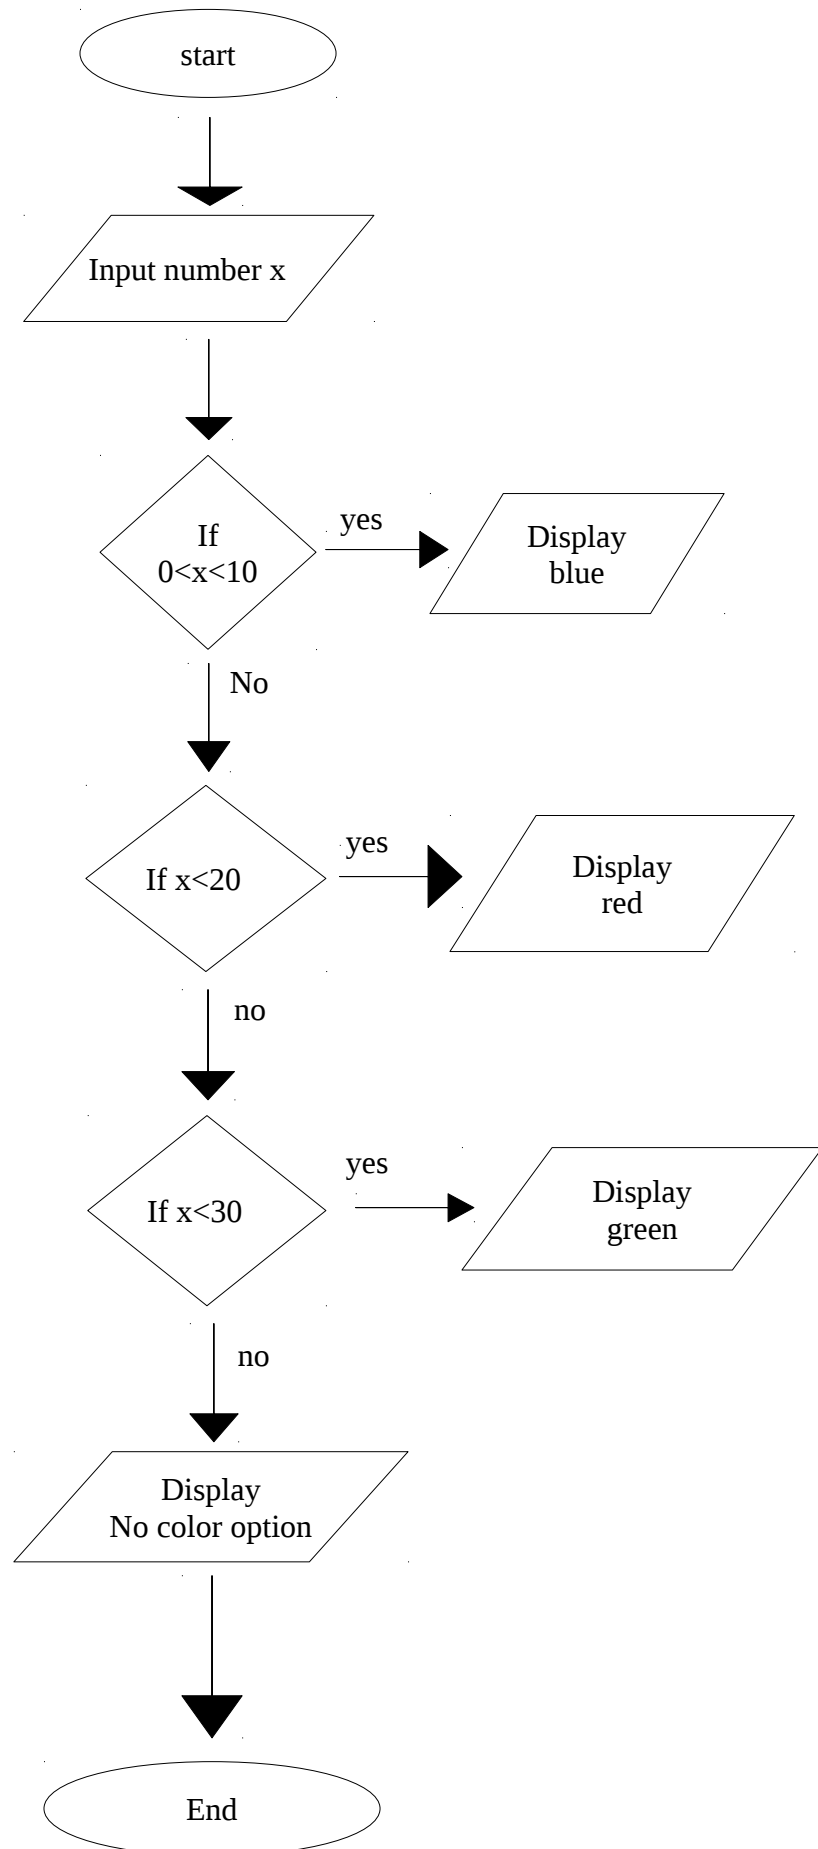 start
Input number x
If
0<x<10
yes
Display
blue
No
If x<20
yes
Display
red
no
If x<30
yes
Display
green
no
Display
No color option
End